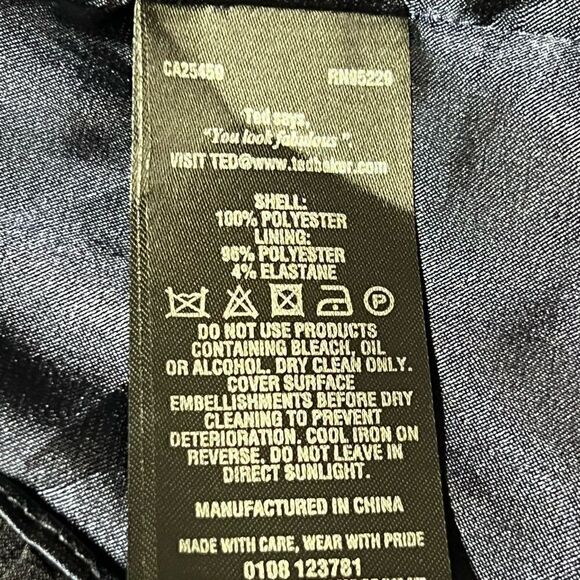 CA25459 RN95229
Ted says,
"You look fabulous".
VISIT TED@www.tedbaker.com
SHELL:
100% POLYESTER
LINING:
96% POLYESTER
4% ELASTANE
P
DO NOT USE PRODUCTS
CONTAINING BLEACH, OIL
OR ALCOHOL. DRY CLEAN ONLY.
COVER SURFACE
EMBELLISHMENTS BEFORE DRY
CLEANING TO PREVENT
DETERIORATION. COOL IRON ON
REVERSE. DO NOT LEAVE IN
DIRECT SUNLIGHT.
MANUFACTURED IN CHINA
MADE WITH CARE, WEAR WITH PRIDE
0108 123781